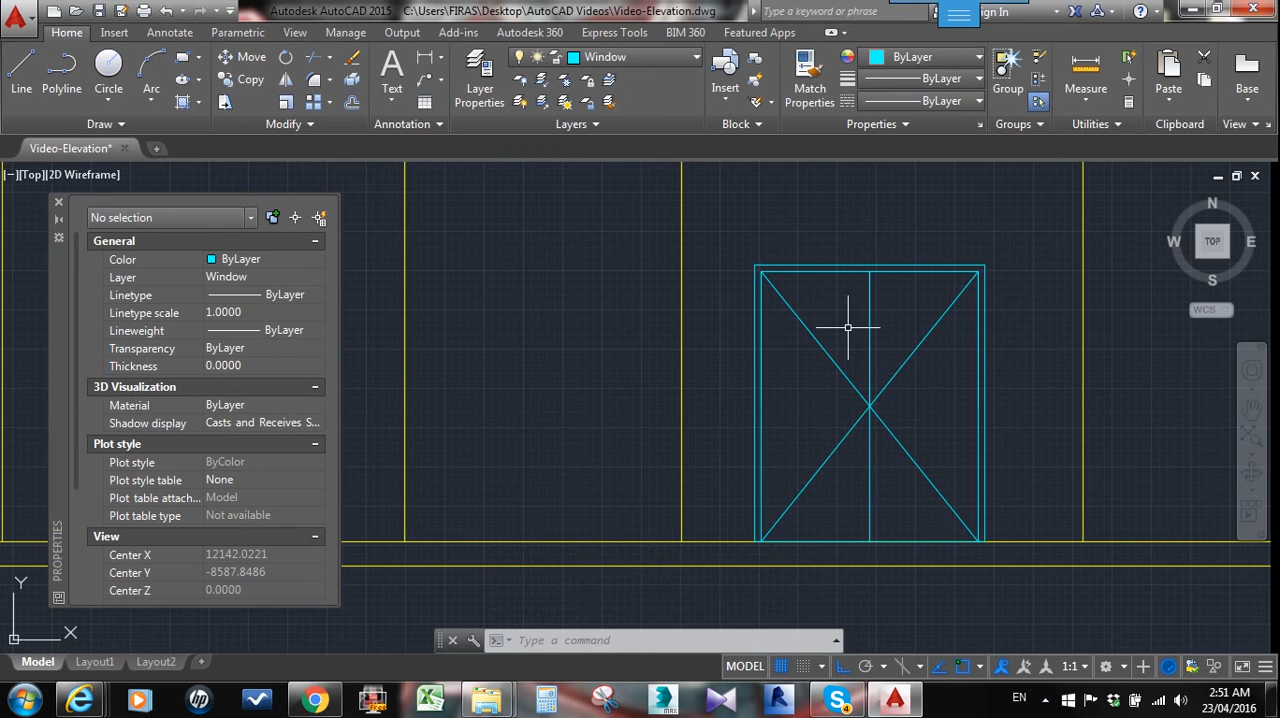 Autodesk AutoCAD 2015 C:\Users\FIRAS\Desktop\AutoCAD Videos\Video-Elevation.dwg
Type a keyword or phrase
Sign In
Home Insert Annotate Parametric View Manage Output Add-ins Autodesk 360 Express Tools BIM 360 Featured Apps
Line Polyline Circle Arc
Move
Copy
Text
Layer Properties
Window
Insert
Match Properties
ByLayer
ByLayer
ByLayer
Group
Measure
Paste
Base
Draw Modify Annotation Layers Block Properties Groups Utilities Clipboard View
Video-Elevation*
[−][Top][2D Wireframe]
No selection
General
Color ByLayer
Layer Window
Linetype ByLayer
Linetype scale 1.0000
Lineweight ByLayer
Transparency ByLayer
Thickness 0.0000
3D Visualization
Material ByLayer
Shadow display Casts and Receives S...
Plot style
Plot style ByColor
Plot style table None
Plot table attach... Model
Plot table type Not available
View
Center X 12142.0221
Center Y -8587.8486
Center Z 0.0000
PROPERTIES
N
W TOP E
S
WCS
Y
X
Type a command
Model Layout1 Layout2
MODEL 1:1
EN 2:51 AM
23/04/2016